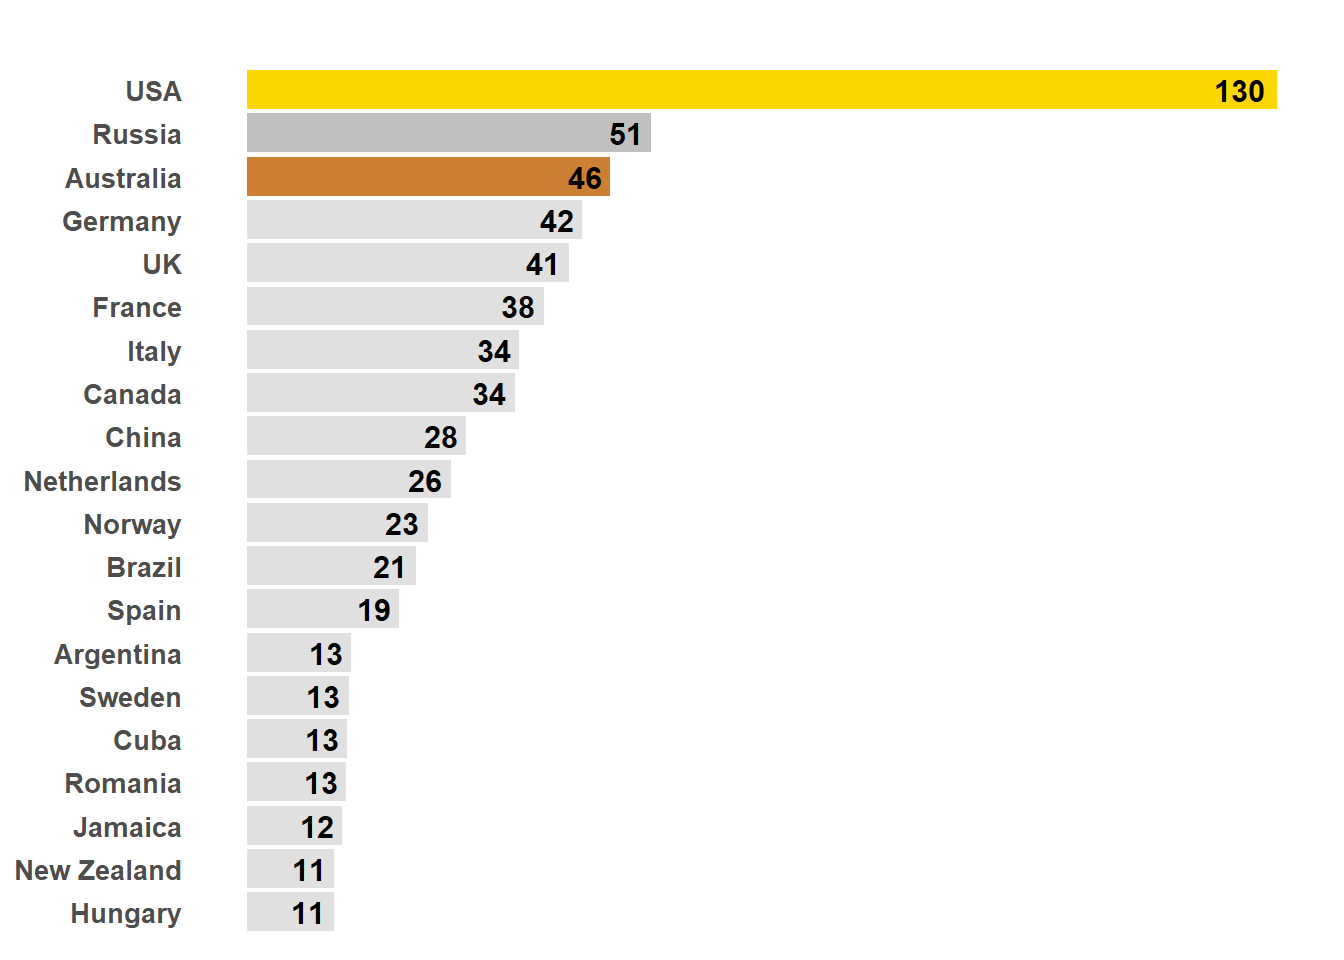 USA 130
Russia 51
Australia 46
Germany 42
UK 41
France 38
Italy 34
Canada 34
China 28
Netherlands 26
Norway 23
Brazil 21
Spain 19
Argentina 13
Sweden 13
Cuba 13
Romania 13
Jamaica 12
New Zealand 11
Hungary 11